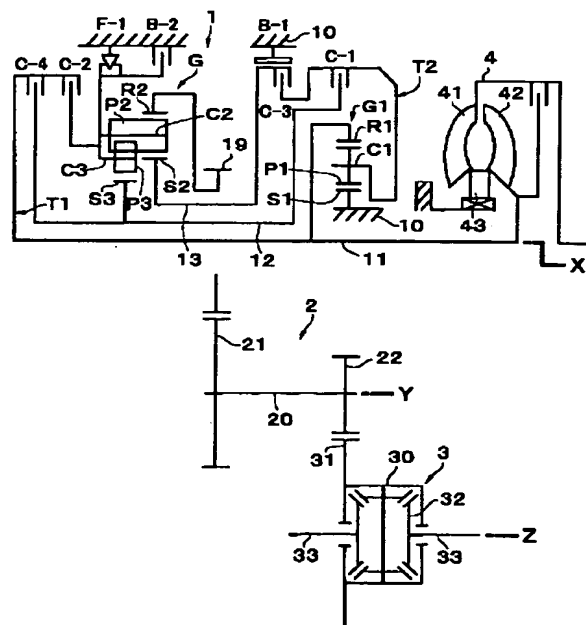 F-1 B-2 1 B-1 10
C-4 C-2 G C-1 4
R2 C-3 T2 41 42
P2 C2 G1
19 R1
C3 C1
S2 P1
S3 P3 S1
T1 10 43
13 12 11 X
2
21 22
20 Y
31 30 3
32
33 33 Z